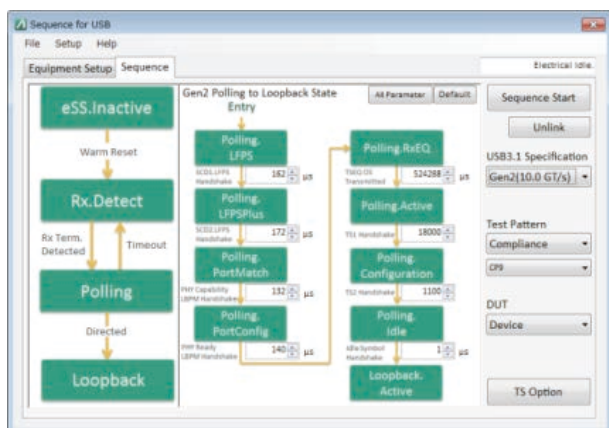 Sequence for USB
File Setup Help
Equipment Setup Sequence
Electrical Idle.
eSS.Inactive
Warm Reset
Rx.Detect
Rx Term.
Detected
Timeout
Polling
Directed
Loopback
Gen2 Polling to Loopback State
All Parameter Default
Entry
Polling.
LFPS
SCD1.LFPS
Handshake
162 μs
Polling.
LFPSPlus
SCD2.LFPS
Handshake
172 μs
Polling.
PortMatch
PHY Capability
LBPM Handshake
132 μs
Polling.
PortConfig
PHY Ready
LBPM Handshake
140 μs
Polling.RxEQ
TSEQ OS
Transmitted
524288 μs
Polling.Active
TS1 Handshake 18000
Polling.
Configuration
TS2 Handshake 1100
Polling.
Idle
Idle Symbol
Handshake
1 μs
Loopback.
Active
Sequence Start
Unlink
USB3.1 Specification
Gen2(10.0 GT/s)
Test Pattern
Compliance
CP9
DUT
Device
TS Option